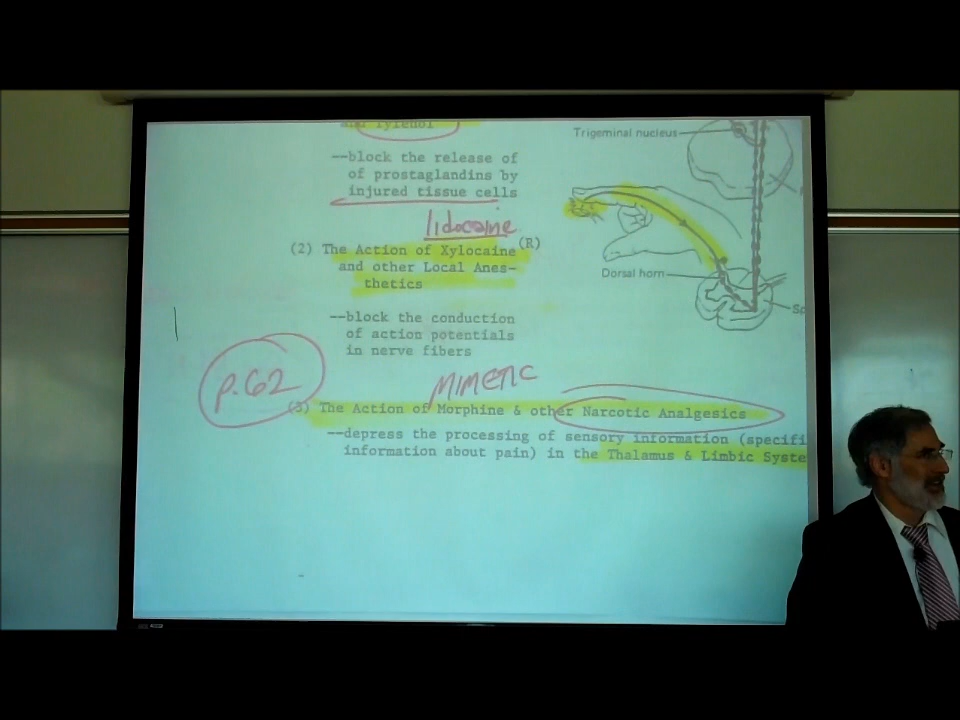 and Tylenol
--block the release of
of prostaglandins by
injured tissue cells
lidocaine
(2) The Action of Xylocaine (R)
and other Local Anes-
thetics
--block the conduction
of action potentials
in nerve fibers
p.62
MIMETIC
(3) The Action of Morphine & other Narcotic Analgesics
--depress the processing of sensory information (specifi
information about pain) in the Thalamus & Limbic Syste
Trigeminal nucleus
Dorsal horn
Sp